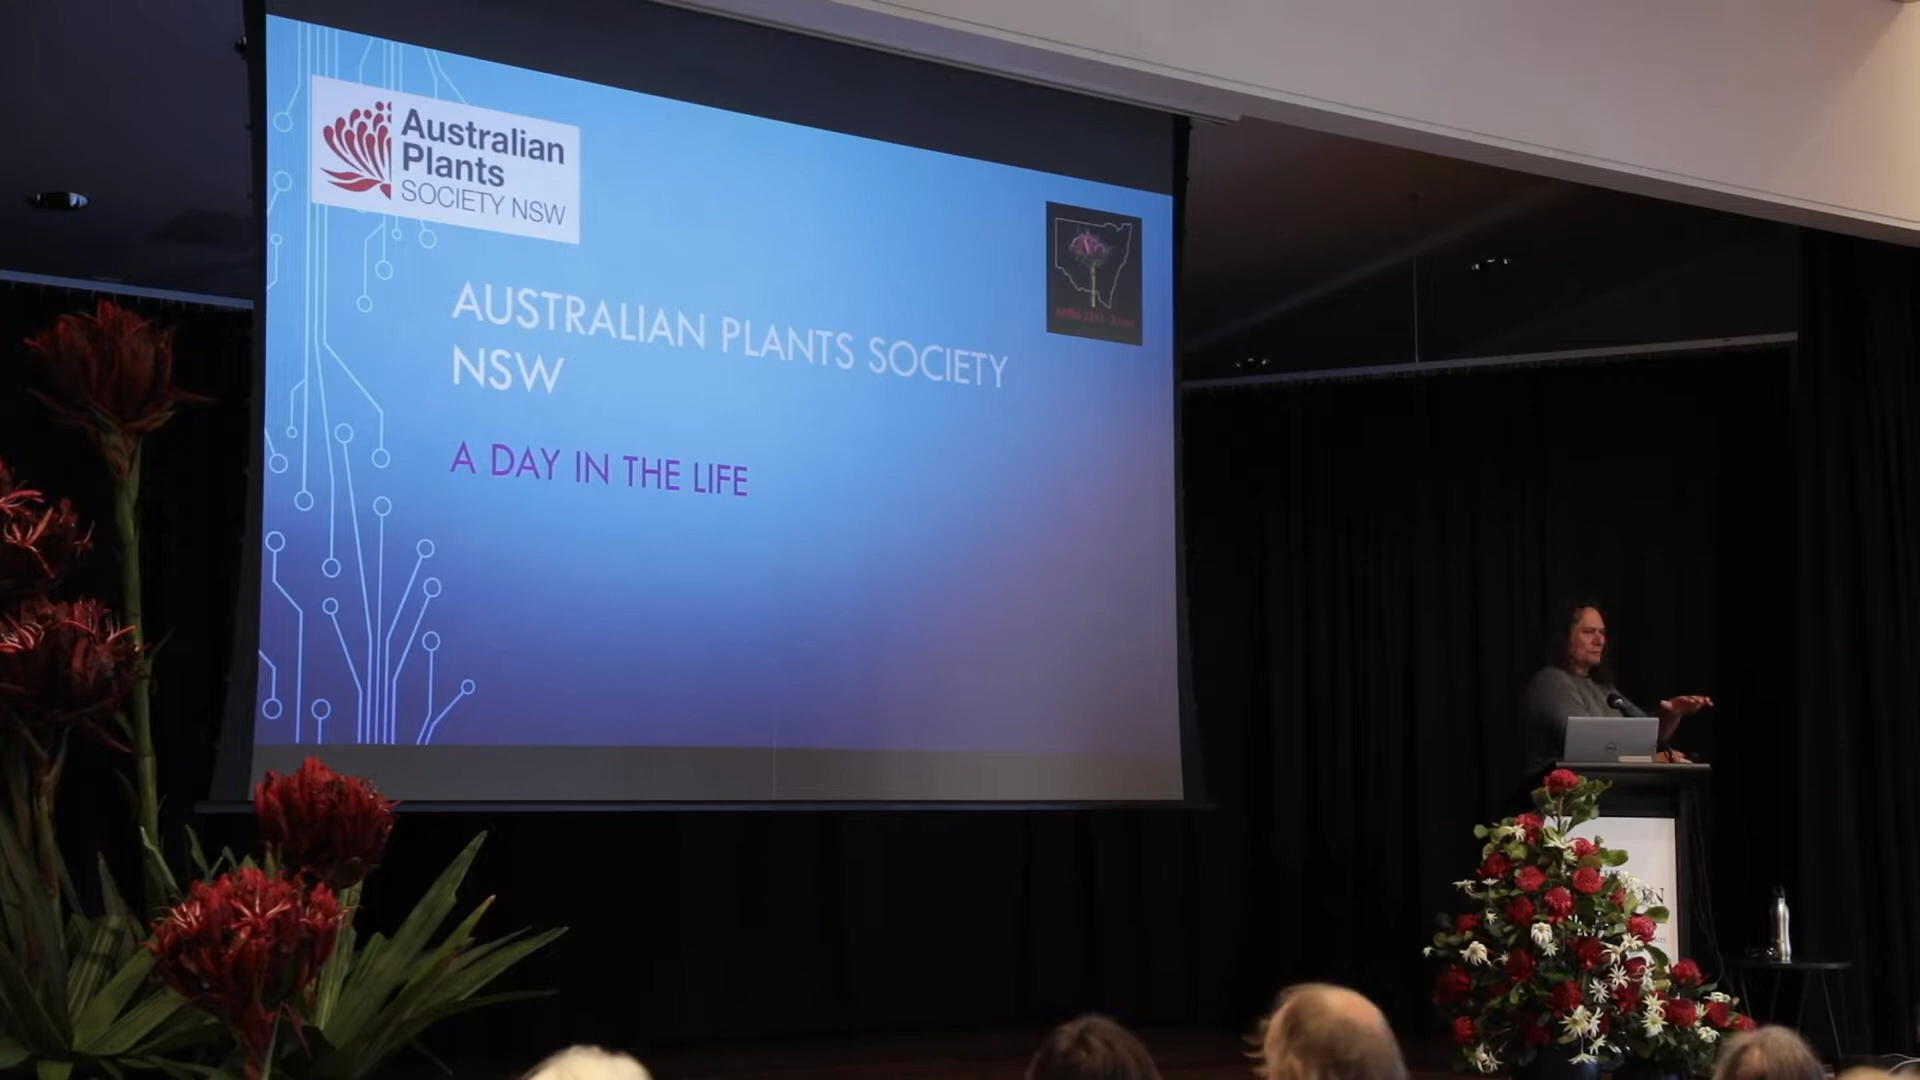 Australian
Plants
SOCIETY NSW
AUSTRALIAN PLANTS SOCIETY
NSW
A DAY IN THE LIFE